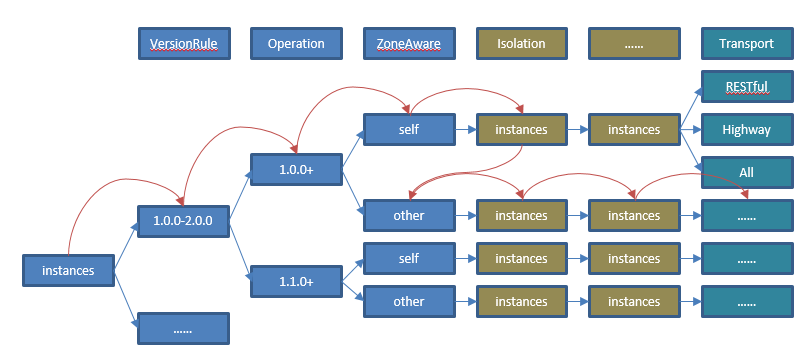 VersionRule Operation ZoneAware Isolation ...... Transport
RESTful
self instances instances Highway
1.0.0+ All
1.0.0-2.0.0 other instances instances ......
instances self instances instances ......
1.1.0+
other instances instances ......
......